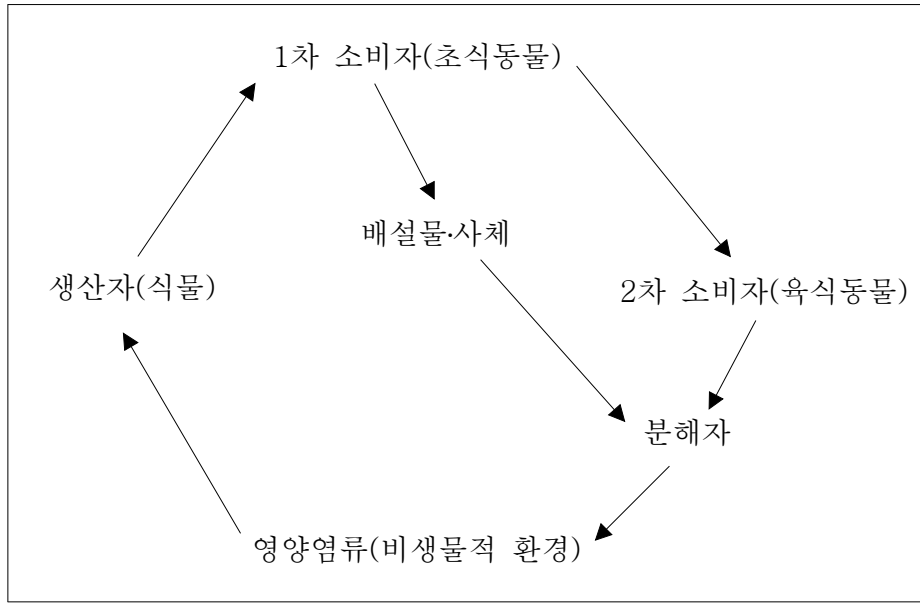 1차 소비자(초식동물)
배설물·사체
생산자(식물)
2차 소비자(육식동물)
분해자
영양염류(비생물적 환경)